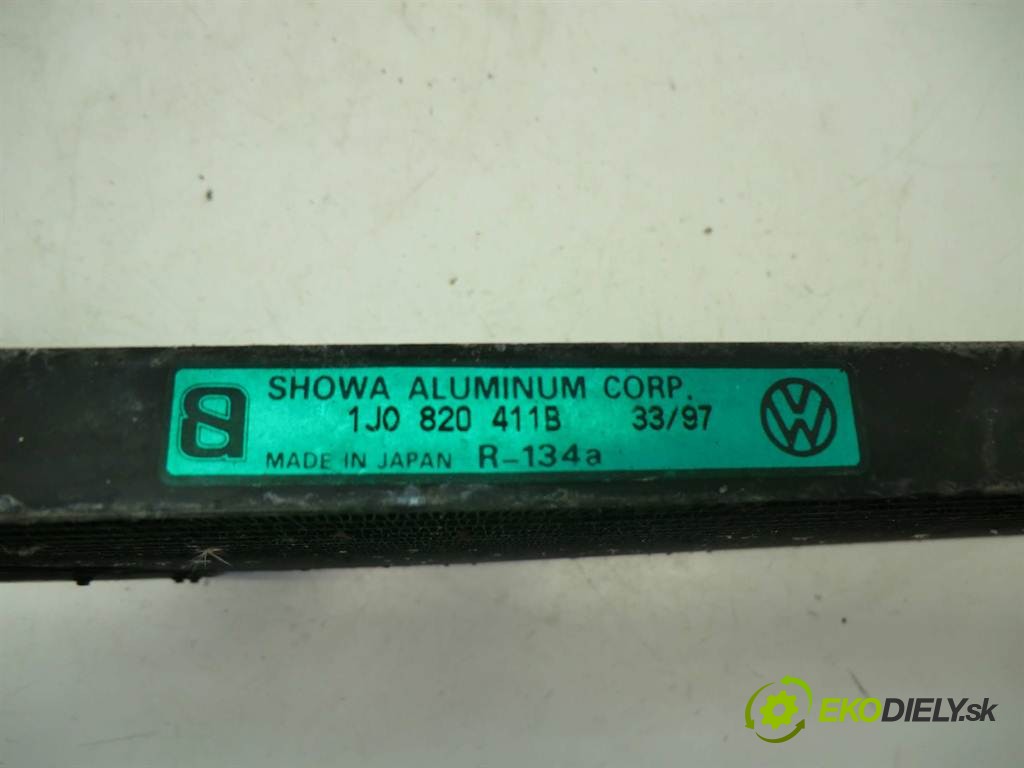 SHOWA ALUMINUM CORP.
1J0 820 411B 33/97
MADE IN JAPAN R-134a
EKODIELY.sk